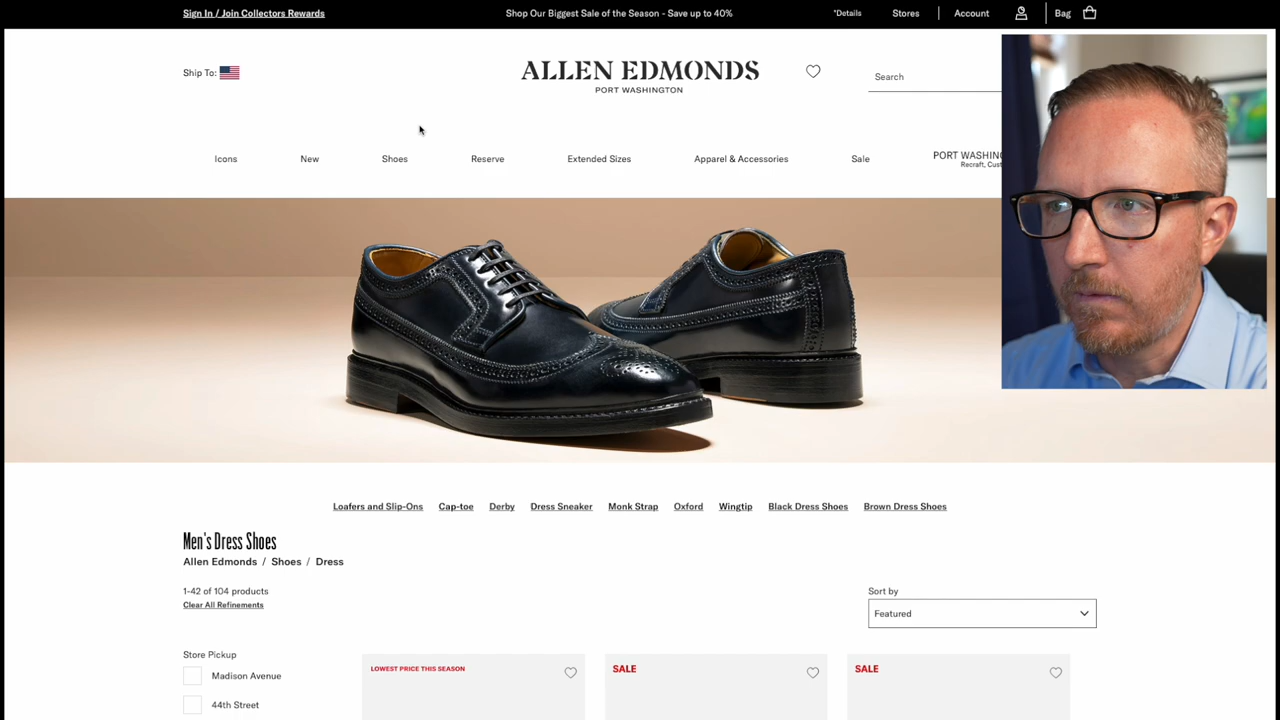 Sign In / Join Collectors Rewards
Shop Our Biggest Sale of the Season - Save up to 40%
*Details
Stores
Account
Bag
Ship To:
ALLEN EDMONDS
PORT WASHINGTON
Search
Icons
New
Shoes
Reserve
Extended Sizes
Apparel & Accessories
Sale
PORT
Recraft,
Loafers and Slip-Ons
Cap-toe
Derby
Dress Sneaker
Monk Strap
Oxford
Wingtip
Black Dress Shoes
Brown Dress Shoes
Men's Dress Shoes
Allen Edmonds / Shoes / Dress
1-42 of 104 products
Clear All Refinements
Sort by
Featured
Store Pickup
Madison Avenue
44th Street
LOWEST PRICE THIS SEASON
SALE
SALE